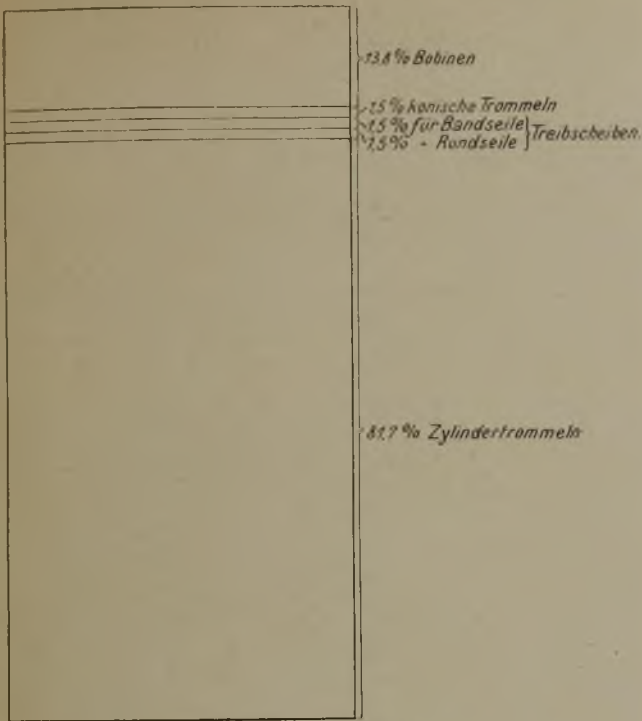 13,8 % Bobinen
1,5 % konische Trommeln
1,5 % für Bandseile } Treibscheiben.
1,5 % - Rundseile
81,7 % Zylindertrommeln